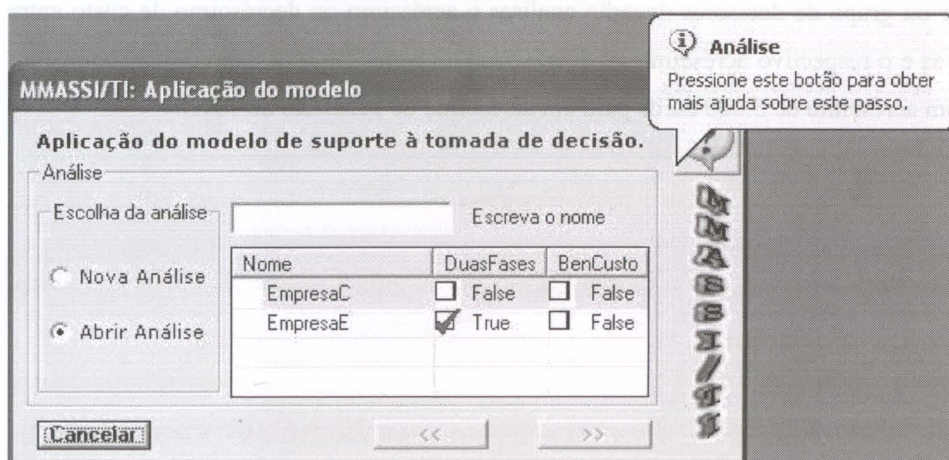 Análise
Pressione este botão para obter
mais ajuda sobre este passo.
MMASSI/TI: Aplicação do modelo
Aplicação do modelo de suporte à tomada de decisão.
Análise
Escolha da análise
Escreva o nome
Nova Análise
Abrir Análise
Nome DuasFases BenCusto
EmpresaC False False
EmpresaE True False
Cancelar << >>
MMASSI/TI